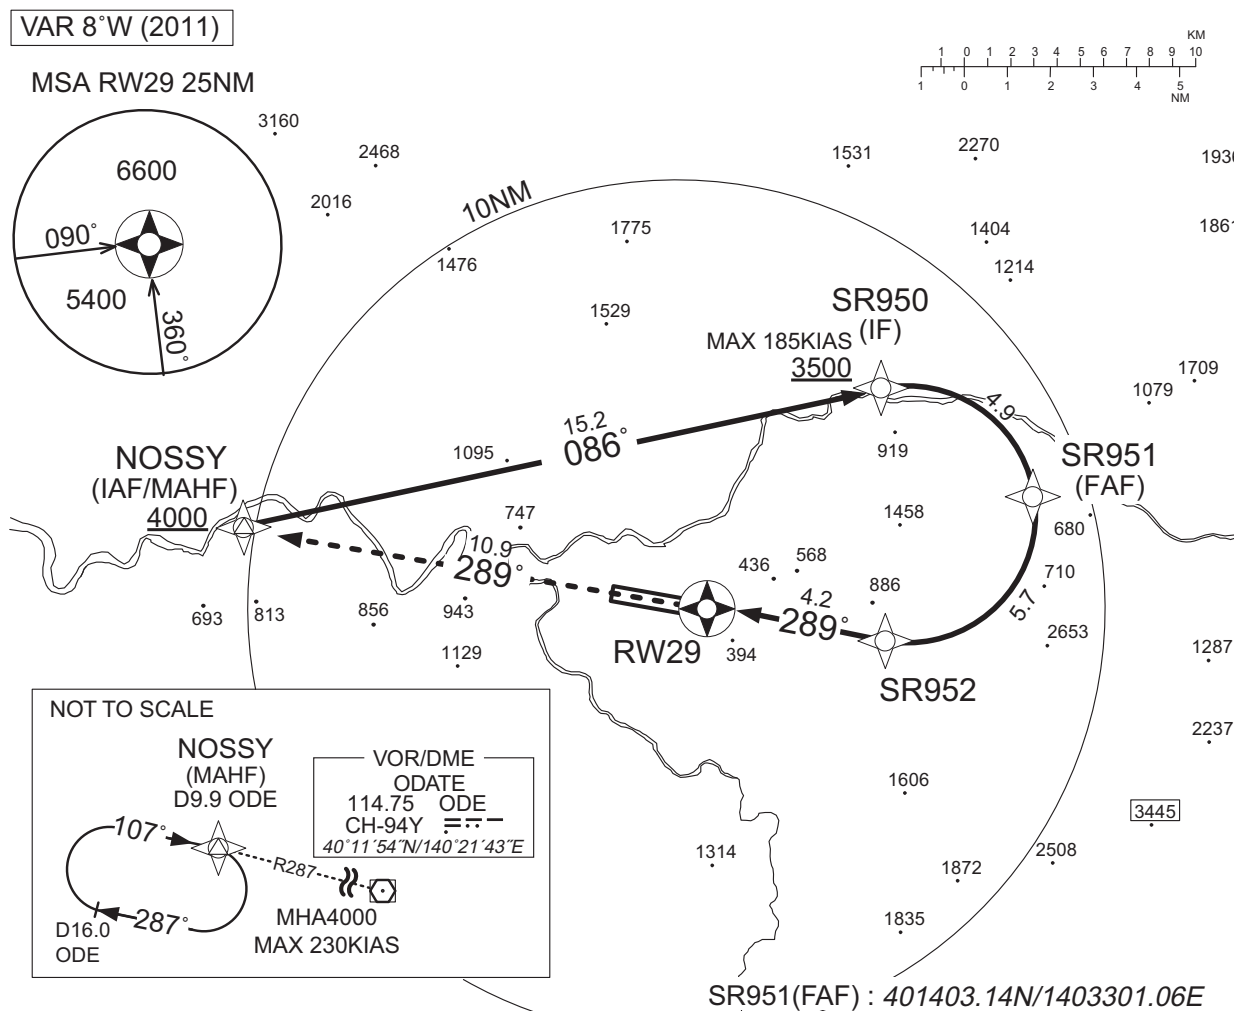 VAR 8°W (2011)
MSA RW29 25NM
6600
090°
5400
360°
KM
1 0 1 2 3 4 5 6 7 8 9 10
1 0 1 2 3 4 5
NM
3160
2468
2016
1531
2270
1861
10NM
1775
1476
1404
1214
1529
SR950
(IF)
MAX 185KIAS
3500
1709
1079
4.9
15.2
086°
919
1095
NOSSY
(IAF/MAHF)
4000
SR951
(FAF)
747
1458
680
10.9
289°
436
568
886
710
693
813
856
943
4.2
289°
5.7
RW29
394
2653
1129
1287
SR952
NOT TO SCALE
NOSSY
(MAHF)
D9.9 ODE
VOR/DME
ODATE
114.75 ODE
CH-94Y
40°11′54″N/140°21′43″E
107°
R287
287°
D16.0
ODE
MHA4000
MAX 230KIAS
2237
1606
3445
1314
2508
1872
1835
SR951(FAF) : 401403.14N/1403301.06E